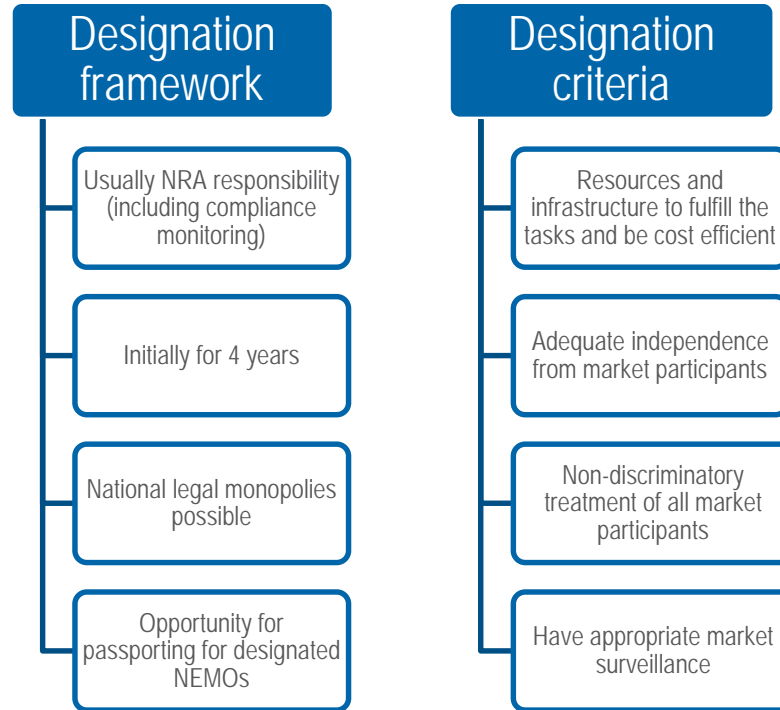 Designation
framework
Usually NRA responsibility
(including compliance
monitoring)
Initially for 4 years
National legal monopolies
possible
Opportunity for
passporting for designated
NEMOs
Designation
criteria
Resources and
infrastructure to fulfill the
tasks and be cost efficient
Adequate independence
from market participants
Non-discriminatory
treatment of all market
participants
Have appropriate market
surveillance